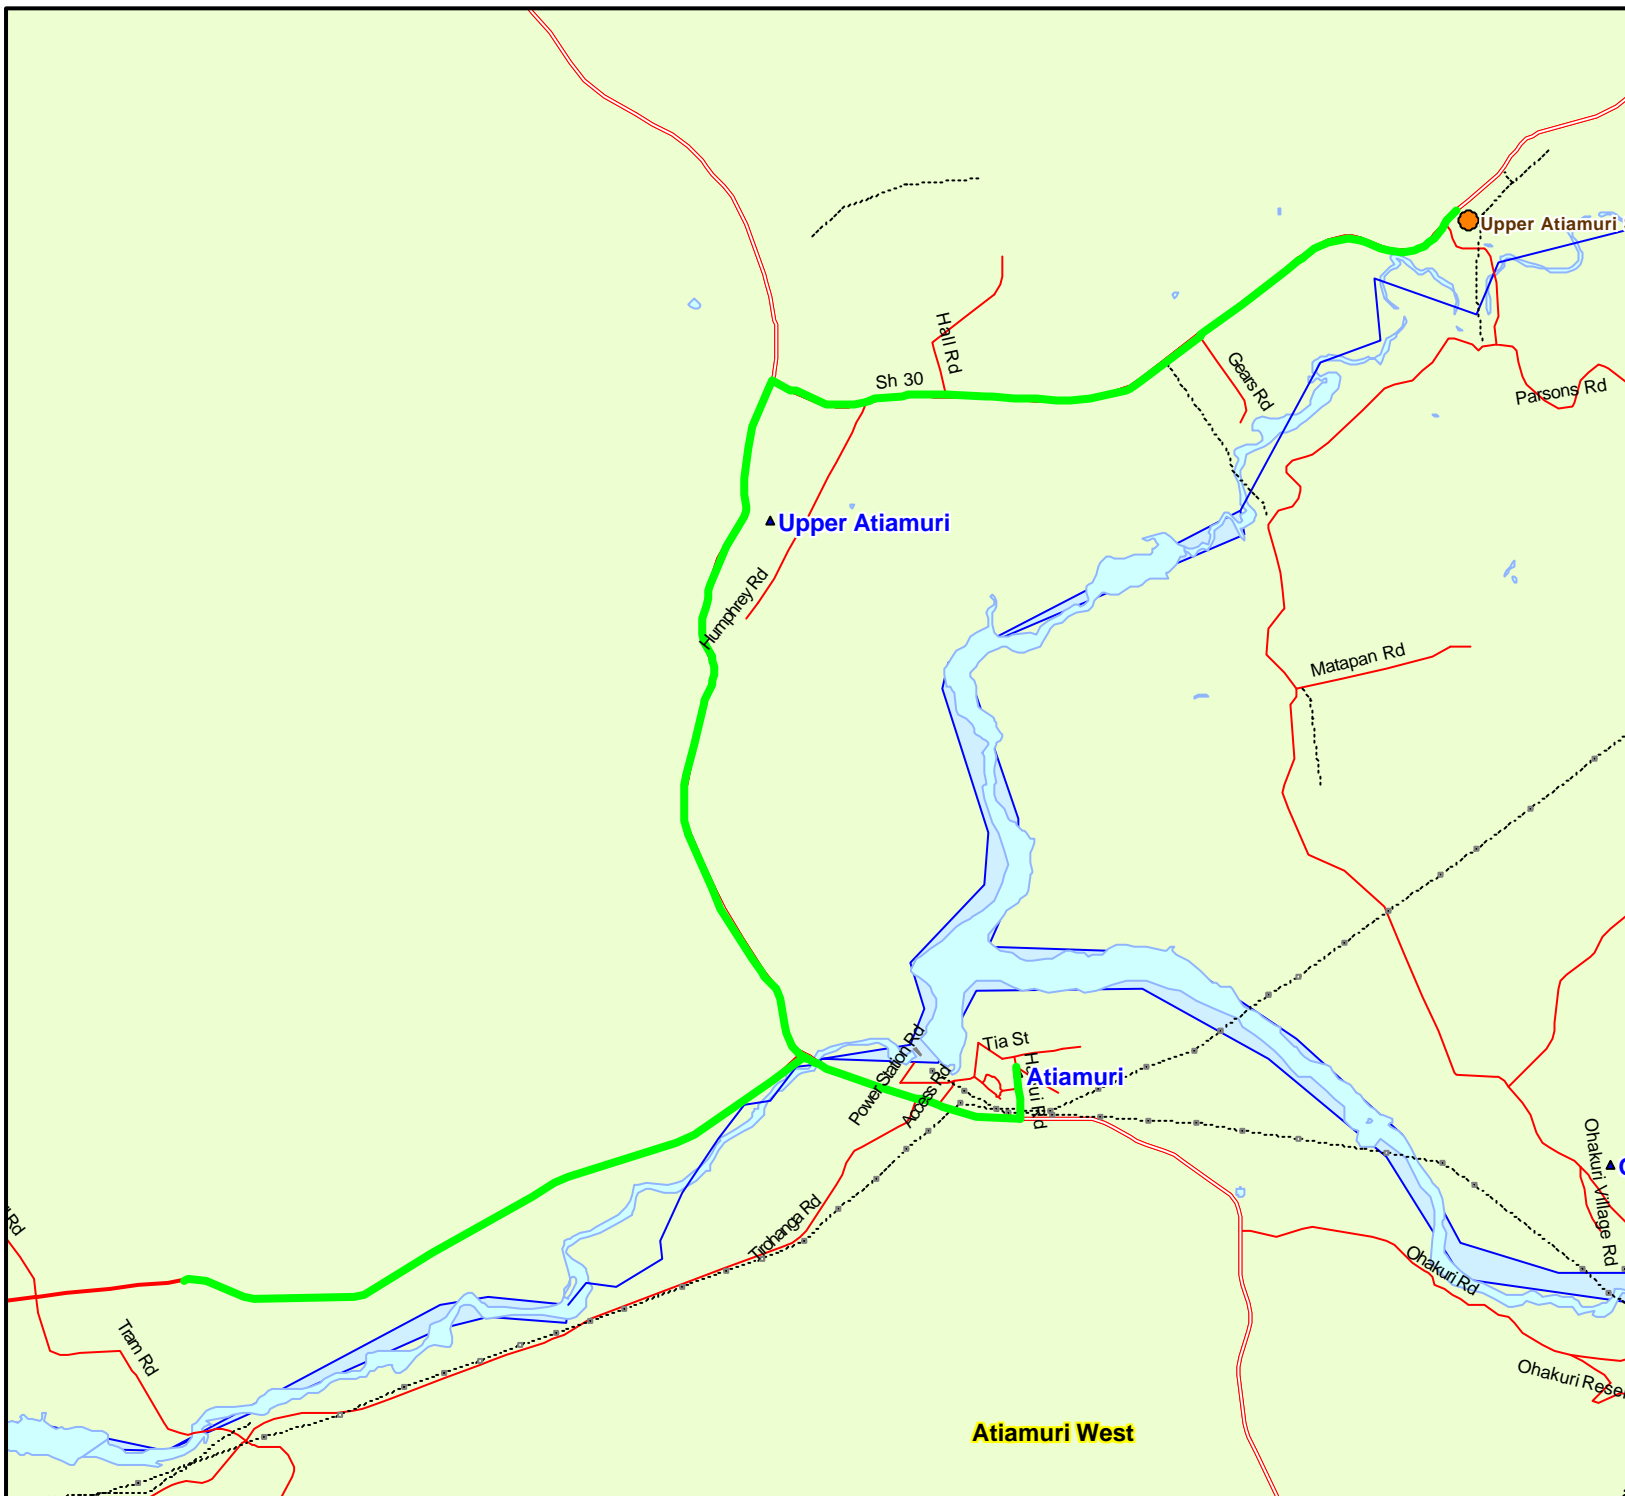 Upper Atiamuri
Hall Rd
Sh 30
Gears Rd
Parsons Rd
Upper Atiamuri
Humphrey Rd
Matapan Rd
Tia St
Power Station Rd
Access Rd
Atiamuri
Ohakuri Village Rd
Tirohanga Rd
Ohakuri Rd
Tram Rd
Ohakuri Rese
Atiamuri West